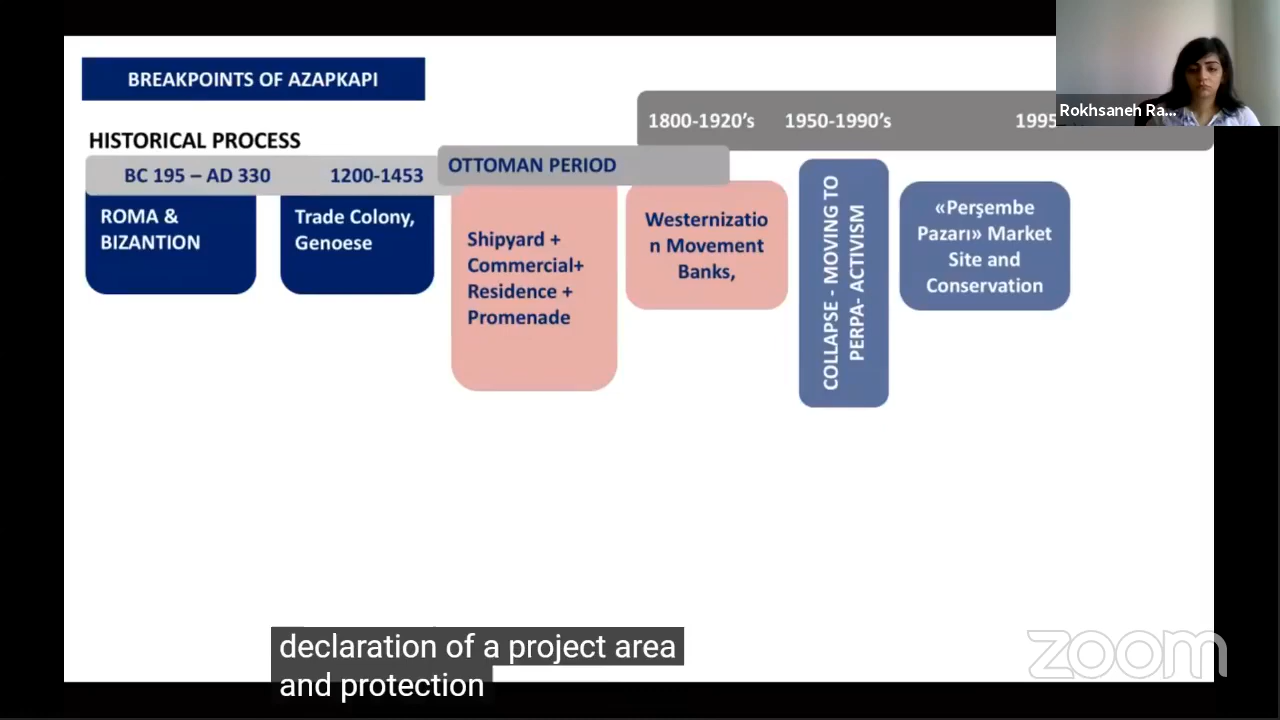 BREAKPOINTS OF AZAPKAPI
Rokhsaneh Ra...
1800-1920's 1950-1990's 1995
HISTORICAL PROCESS
OTTOMAN PERIOD
BC 195 – AD 330 1200-1453
ROMA &
BIZANTION
Trade Colony,
Genoese
Shipyard +
Commercial+
Residence +
Promenade
Westernizatio
n Movement
Banks,
COLLAPSE - MOVING TO
PERPA- ACTIVISM
«Perşembe
Pazarı» Market
Site and
Conservation
declaration of a project area
and protection
zoom